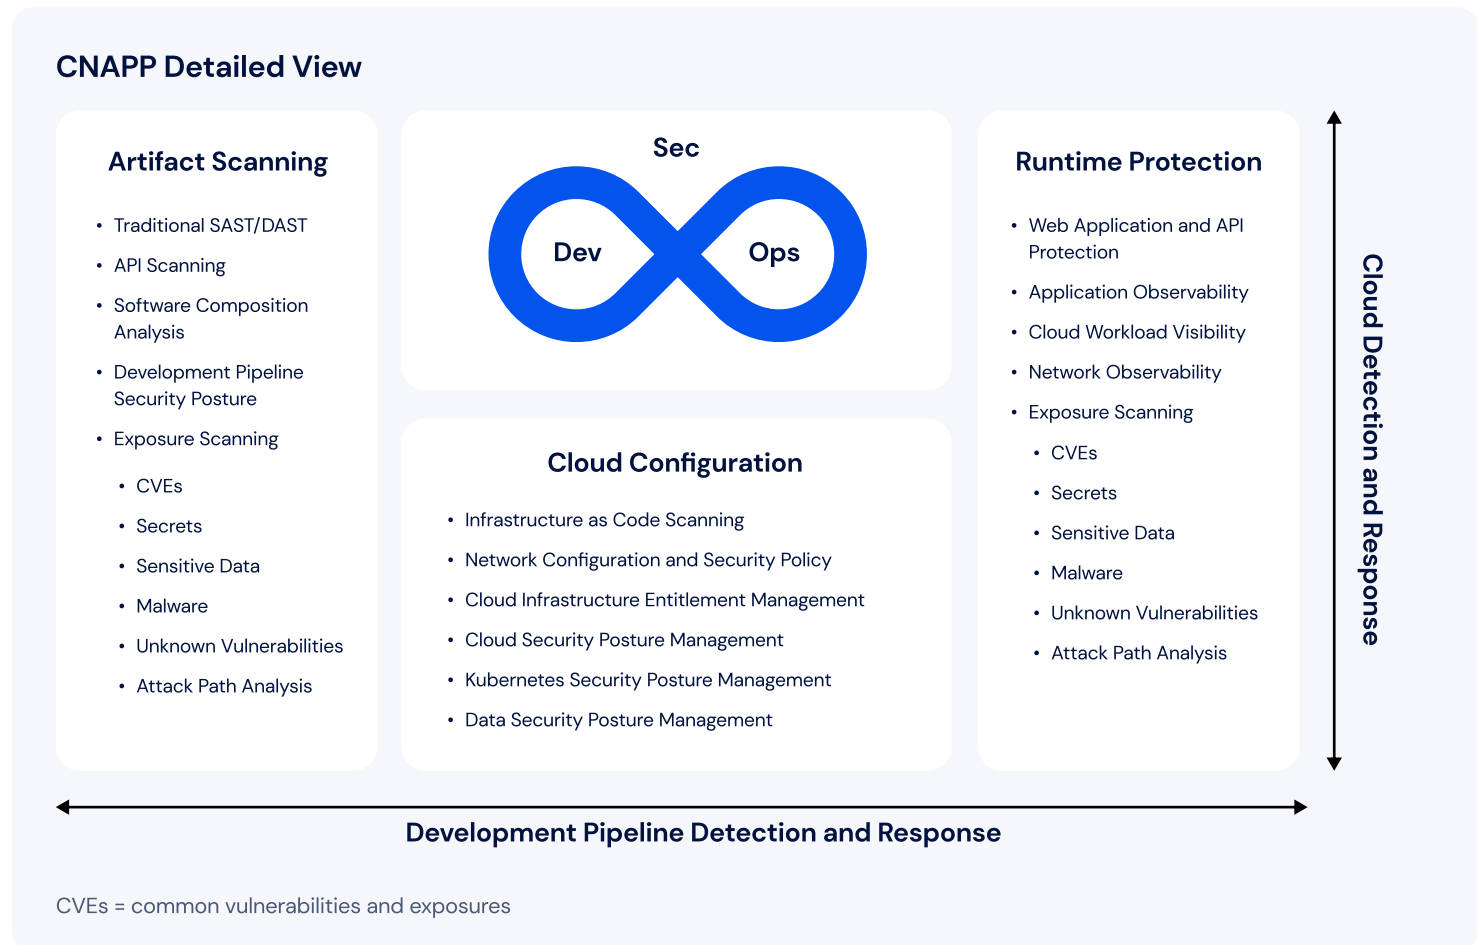 CNAPP Detailed View
Artifact Scanning
• Traditional SAST/DAST
• API Scanning
• Software Composition
Analysis
• Development Pipeline
Security Posture
• Exposure Scanning
• CVEs
• Secrets
• Sensitive Data
• Malware
• Unknown Vulnerabilities
• Attack Path Analysis
Sec
Dev
Ops
Cloud Configuration
• Infrastructure as Code Scanning
• Network Configuration and Security Policy
• Cloud Infrastructure Entitlement Management
• Cloud Security Posture Management
• Kubernetes Security Posture Management
• Data Security Posture Management
Runtime Protection
• Web Application and API
Protection
• Application Observability
• Cloud Workload Visibility
• Network Observability
• Exposure Scanning
• CVEs
• Secrets
• Sensitive Data
• Malware
• Unknown Vulnerabilities
• Attack Path Analysis
Cloud Detection and Response
Development Pipeline Detection and Response
CVEs = common vulnerabilities and exposures